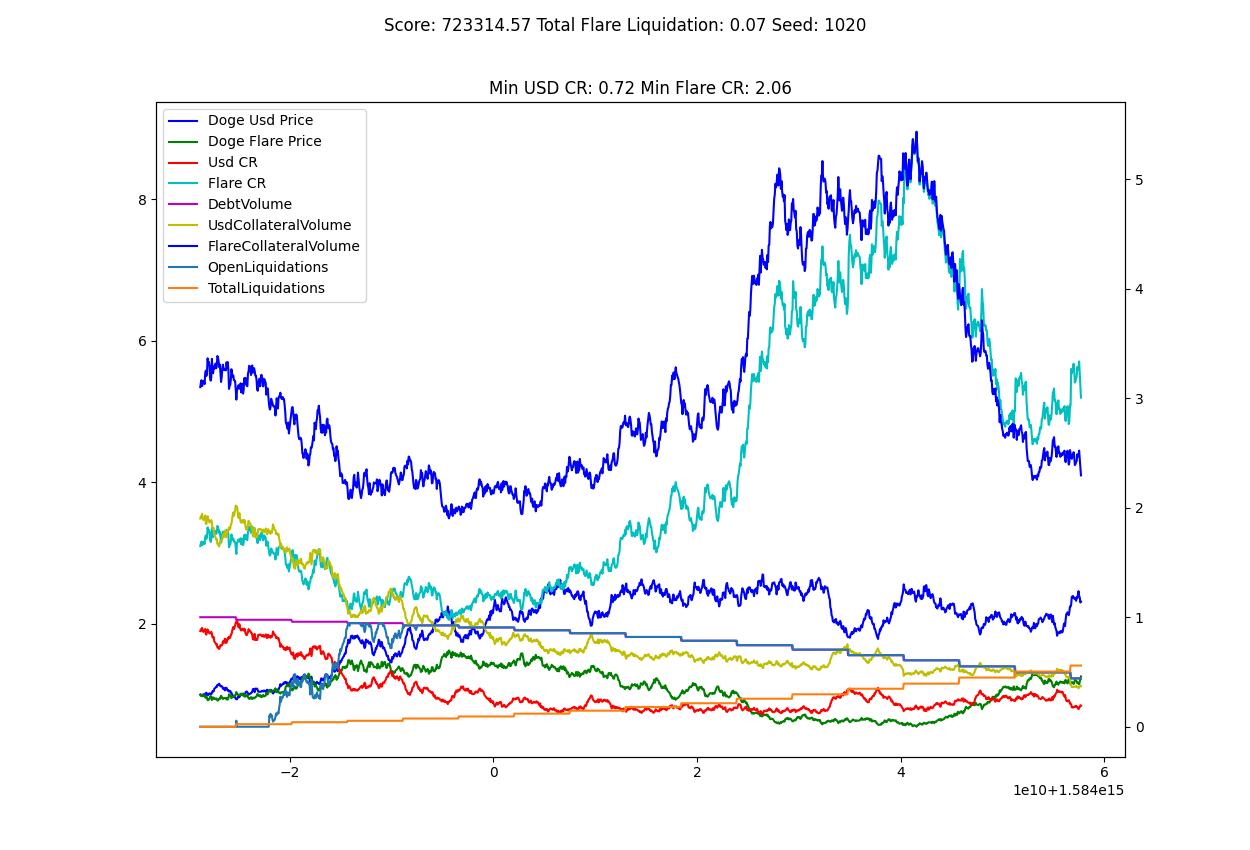 Score: 723314.57 Total Flare Liquidation: 0.07 Seed: 1020
Min USD CR: 0.72 Min Flare CR: 2.06
Doge Usd Price
Doge Flare Price
Usd CR
Flare CR
DebtVolume
UsdCollateralVolume
FlareCollateralVolume
OpenLiquidations
TotalLiquidations
8
6
4
2
5
4
3
2
1
0
−2
0
2
4
6
1e10+1.584e15